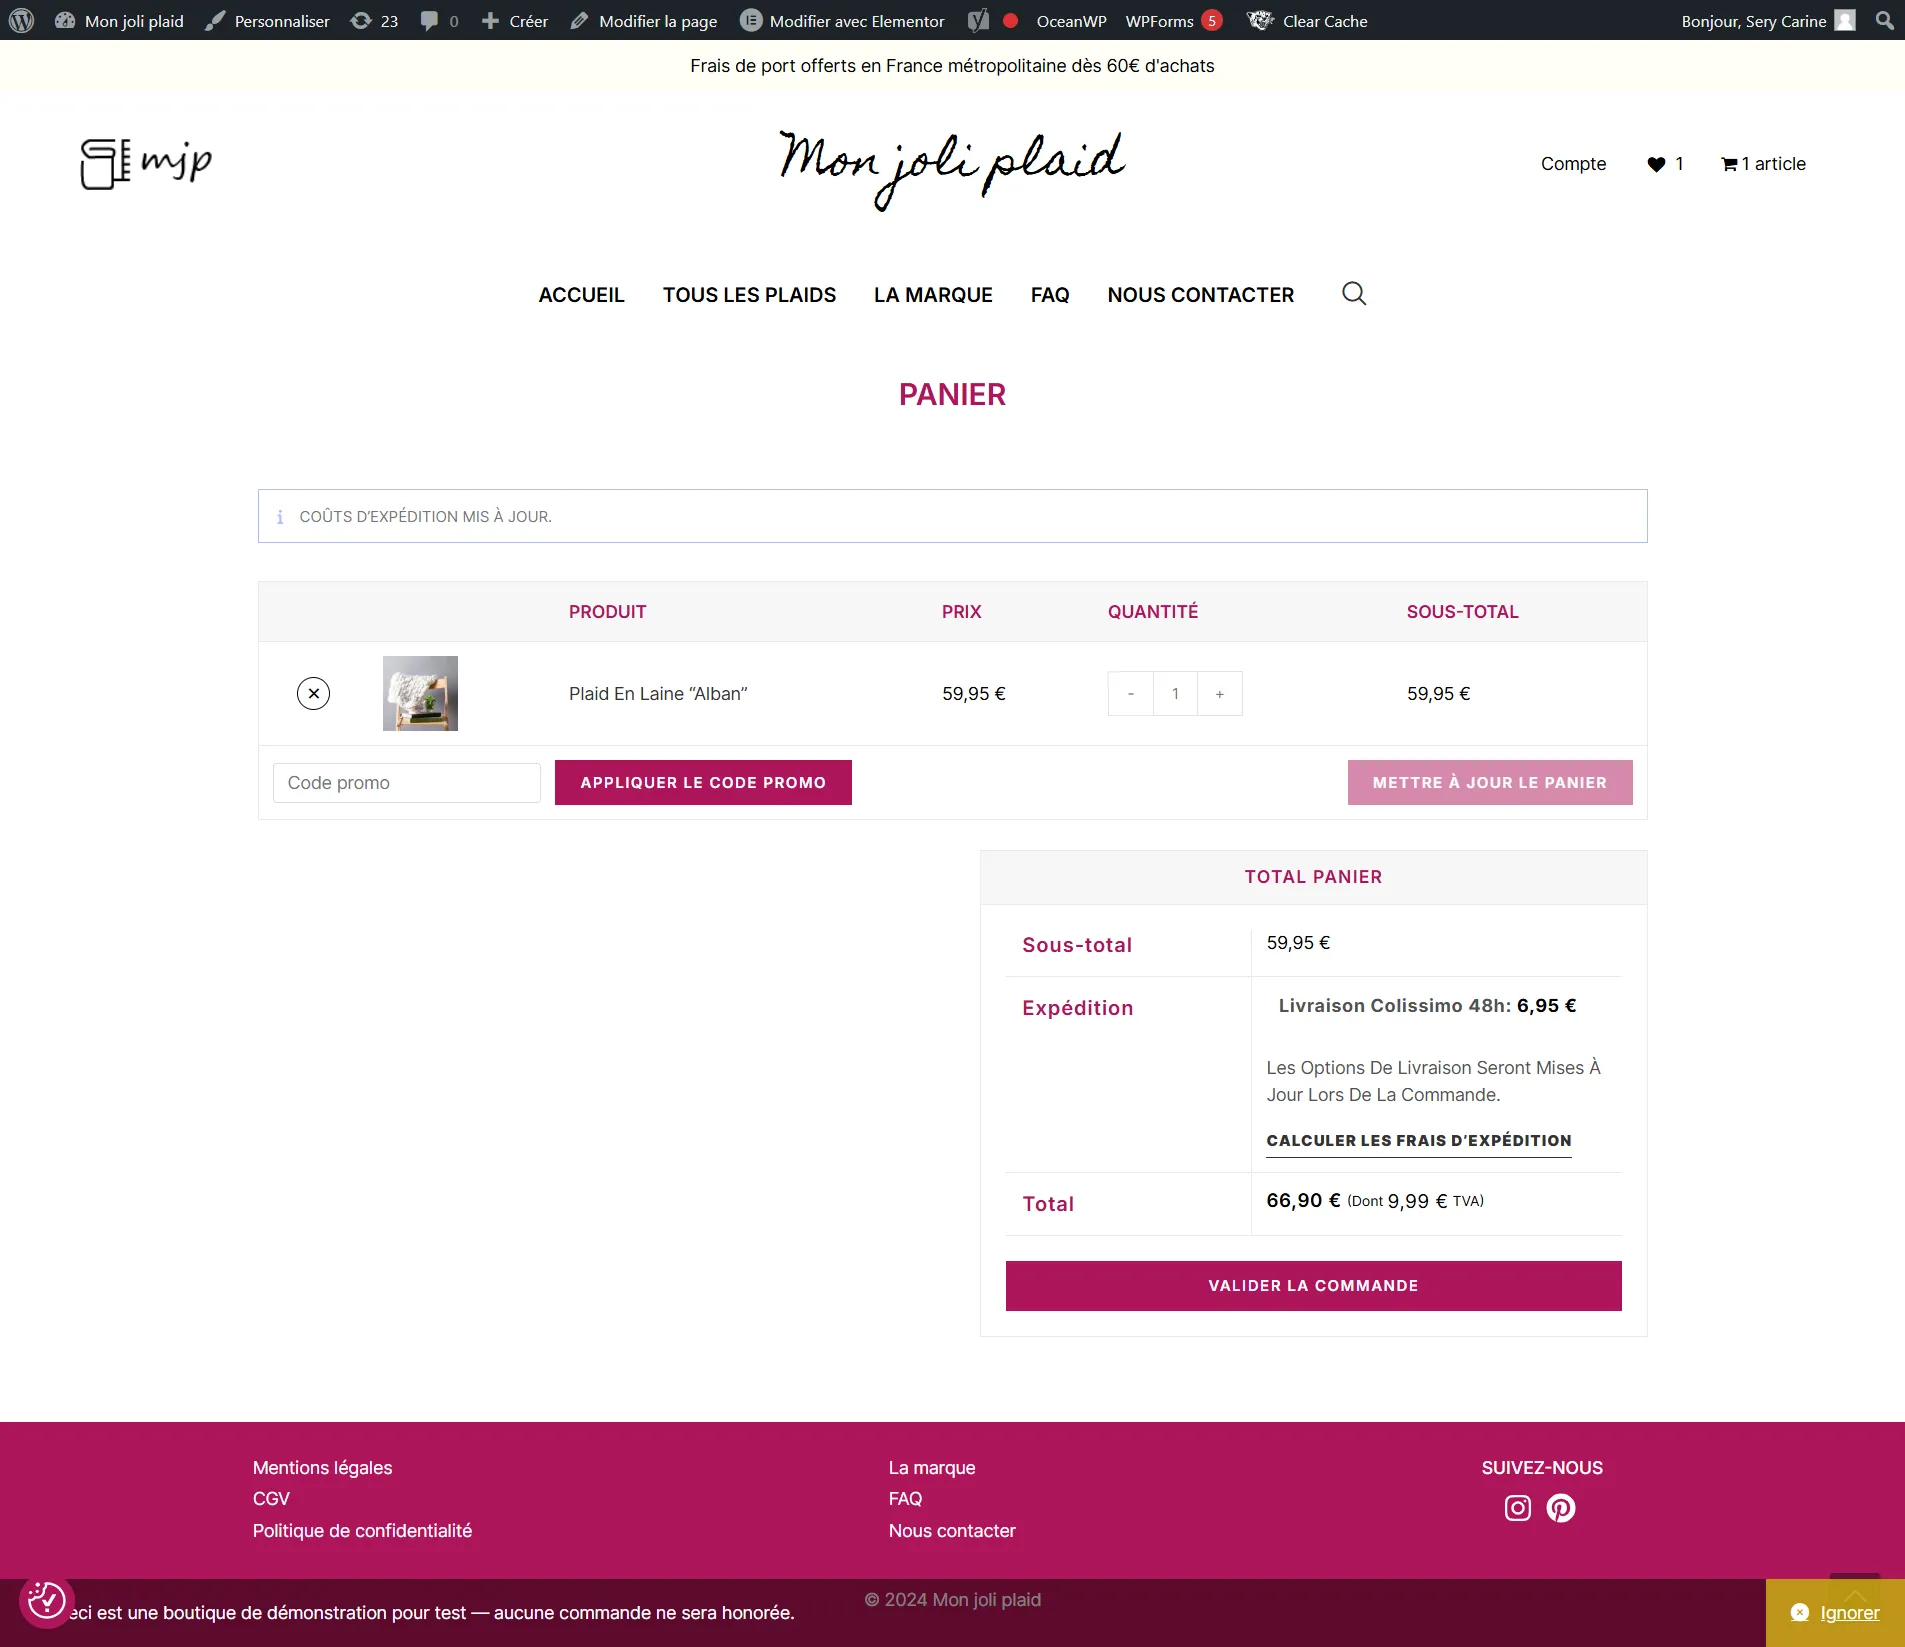 Mon joli plaid Personnaliser 23 0 Créer Modifier la page Modifier avec Elementor OceanWP WPForms 5 Clear Cache Bonjour, Sery Carine
Frais de port offerts en France métropolitaine dès 60€ d'achats
mjp
Mon joli plaid
Compte 1 1 article
ACCUEIL TOUS LES PLAIDS LA MARQUE FAQ NOUS CONTACTER
PANIER
COÛTS D’EXPÉDITION MIS À JOUR.
PRODUIT PRIX QUANTITÉ SOUS-TOTAL
Plaid En Laine “Alban” 59,95 € - 1 + 59,95 €
Code promo APPLIQUER LE CODE PROMO METTRE À JOUR LE PANIER
TOTAL PANIER
Sous-total 59,95 €
Expédition Livraison Colissimo 48h: 6,95 €
Les Options De Livraison Seront Mises À
Jour Lors De La Commande.
CALCULER LES FRAIS D’EXPÉDITION
Total 66,90 € (Dont 9,99 € TVA)
VALIDER LA COMMANDE
Mentions légales
CGV
Politique de confidentialité
La marque
FAQ
Nous contacter
SUIVEZ-NOUS
© 2024 Mon joli plaid
eci est une boutique de démonstration pour test — aucune commande ne sera honorée.
Ignorer